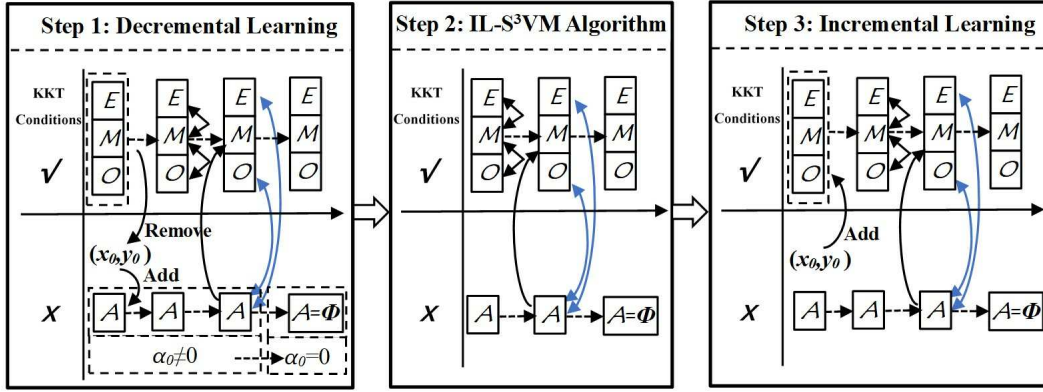 Step 1: Decremental Learning
KKT
Conditions
√
X
E
M
O
E
M
O
E
M
O
E
M
O
Remove
(x₀,y₀)
Add
A
A
A
A=Φ
α₀≠0
α₀=0
Step 2: IL-S³VM Algorithm
KKT
Conditions
√
X
E
M
O
E
M
O
E
M
O
A
A
A=Φ
Step 3: Incremental Learning
KKT
Conditions
√
X
E
M
O
E
M
O
E
M
O
E
M
O
Add
(x₀,y₀)
A
A
A
A=Φ